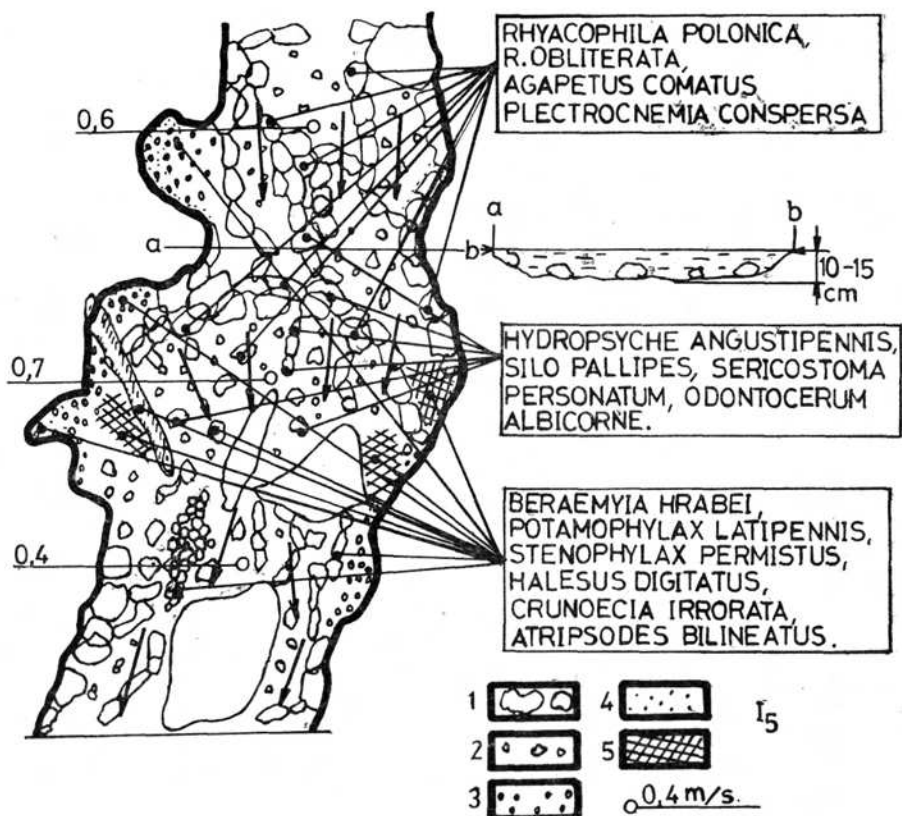 RHYACOPHILA POLONICA,
R.OBLITERATA,
AGAPETUS COMATUS
PLECTROCNEMIA CONSPERSA
0,6
a
b
a
b
10-15
cm
HYDROPSYCHE ANGUSTIPENNIS,
SILO PALLIPES, SERICOSTOMA
PERSONATUM, ODONTOCERUM
ALBICORNE.
0,7
BERAEMYIA HRABEI,
POTAMOPHYLAX LATIPENNIS,
STENOPHYLAX PERMISTUS,
HALESUS DIGITATUS,
CRUNOECIA IRRORATA,
ATRIPSODES BILINEATUS.
0,4
1
4
I5
2
5
3
0,4 m/s.